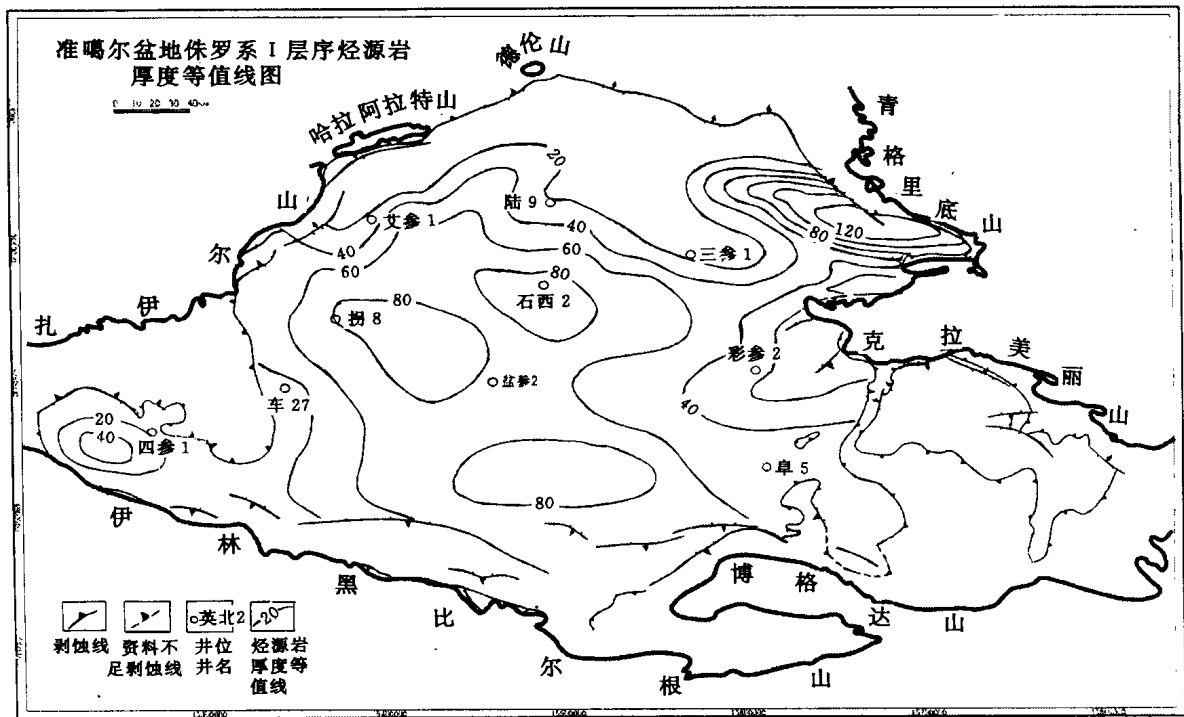 准噶尔盆地侏罗系 I 层序烃源岩
厚度等值线图
0 10 20 30 40km
德伦山
哈拉阿拉特山
青格里底山
扎伊尔山
克拉美丽山
伊林黑比尔根山
博格达山
20
陆 9
艾参 1
40
40
60
60
三参 1
80
120
80
石西 2
80
拐 8
彩参 2
盆参2
40
车 27
20
40
四参 1
阜 5
80
英北2
20
剥蚀线
资料不
足剥蚀线
井位
井名
烃源岩
厚度等
值线